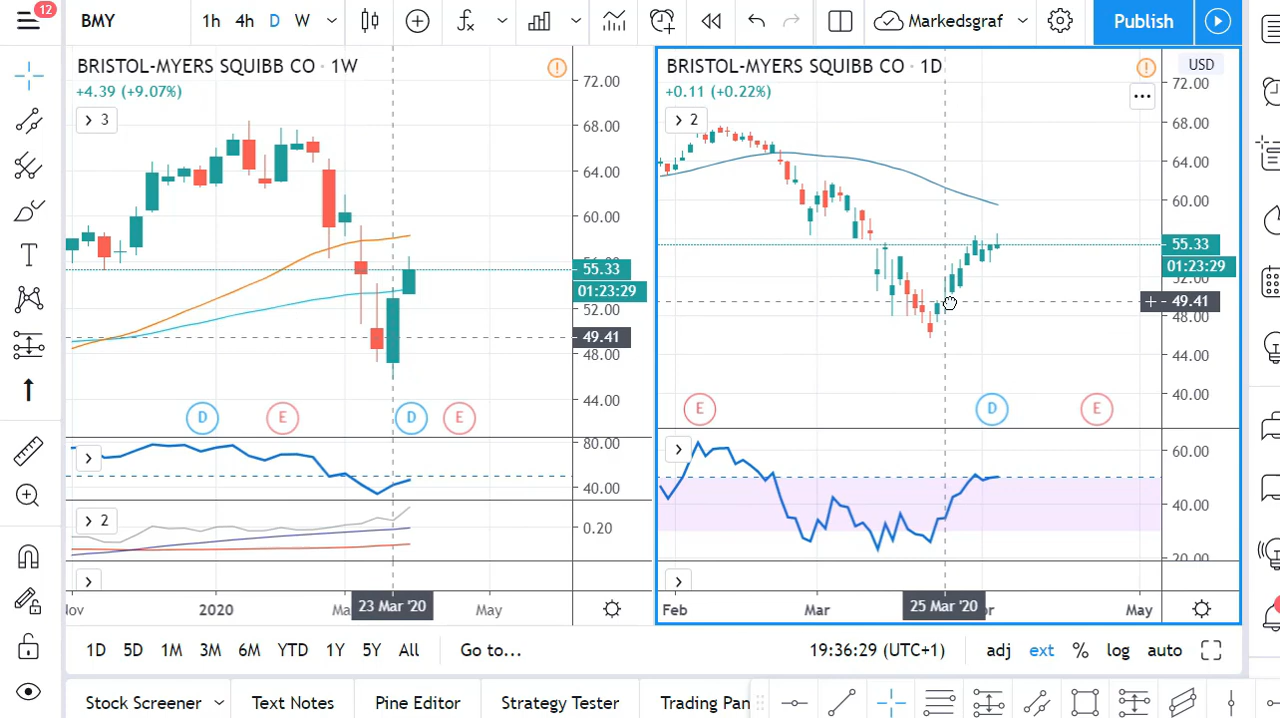 12
BMY
1h 4h D W
Markedsgraf
Publish
BRISTOL-MYERS SQUIBB CO · 1W
+4.39 (+9.07%)
3
72.00
68.00
64.00
60.00
55.33
01:23:29
52.00
49.41
48.00
44.00
D E D E
80.00
40.00
2
0.20
2020
23 Mar '20
May
BRISTOL-MYERS SQUIBB CO · 1D
USD
+0.11 (+0.22%)
2
72.00
68.00
64.00
60.00
55.33
01:23:29
52.00
49.41
48.00
44.00
40.00
E D E
60.00
40.00
20.00
Feb
Mar
25 Mar '20
May
1D 5D 1M 3M 6M YTD 1Y 5Y All Go to...
19:36:29 (UTC+1) adj ext % log auto
Stock Screener Text Notes Pine Editor Strategy Tester Trading Pan